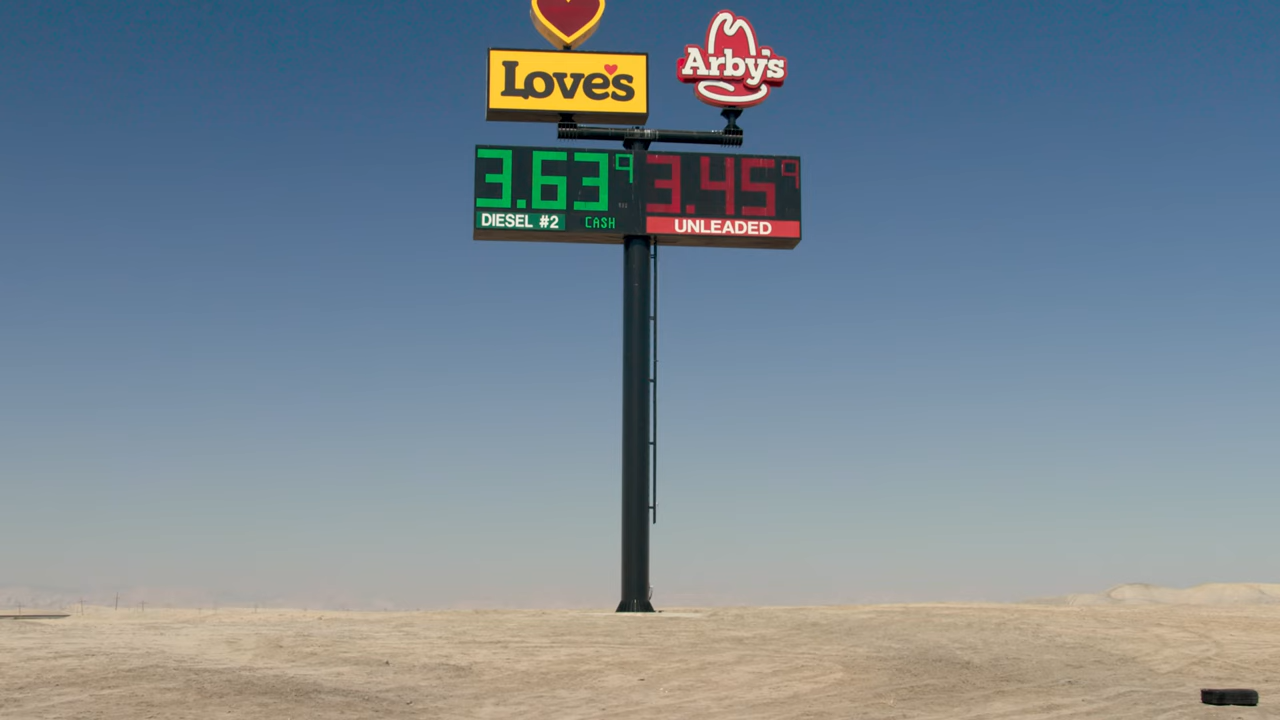 Love's
Arby's
3.63 9
DIESEL #2 CASH
3.45 9
UNLEADED